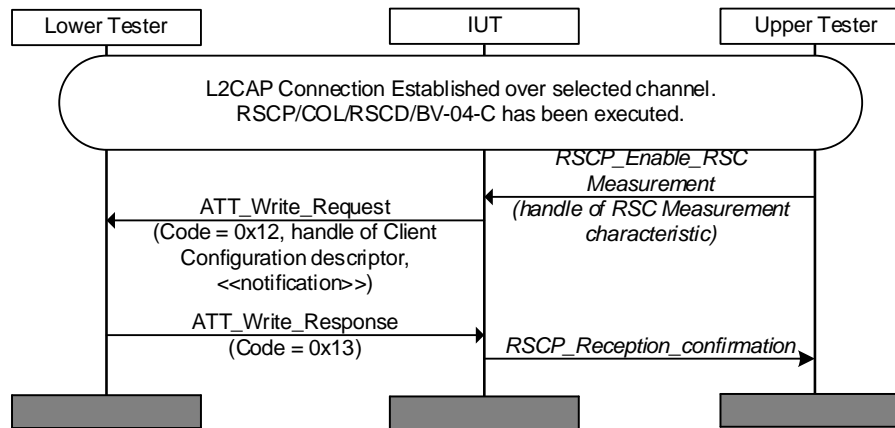 Lower Tester
IUT
Upper Tester
L2CAP Connection Established over selected channel.
RSCP/COL/RSCD/BV-04-C has been executed.
RSCP_Enable_RSC
Measurement
(handle of RSC Measurement
characteristic)
ATT_Write_Request
(Code = 0x12, handle of Client
Configuration descriptor,
<<notification>>)
ATT_Write_Response
(Code = 0x13)
RSCP_Reception_confirmation